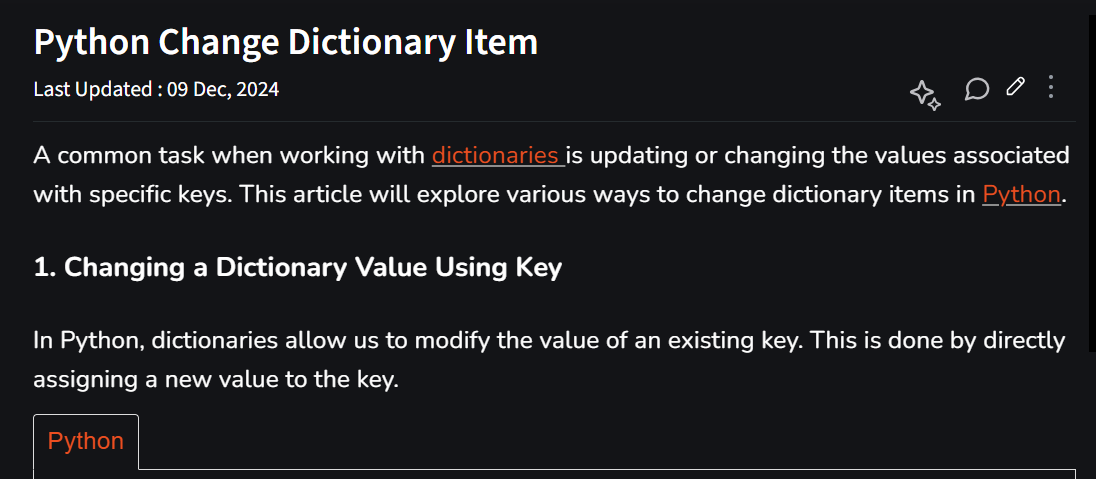 Python Change Dictionary Item
Last Updated : 09 Dec, 2024
A common task when working with dictionaries is updating or changing the values associated
with specific keys. This article will explore various ways to change dictionary items in Python.
1. Changing a Dictionary Value Using Key
In Python, dictionaries allow us to modify the value of an existing key. This is done by directly
assigning a new value to the key.
Python